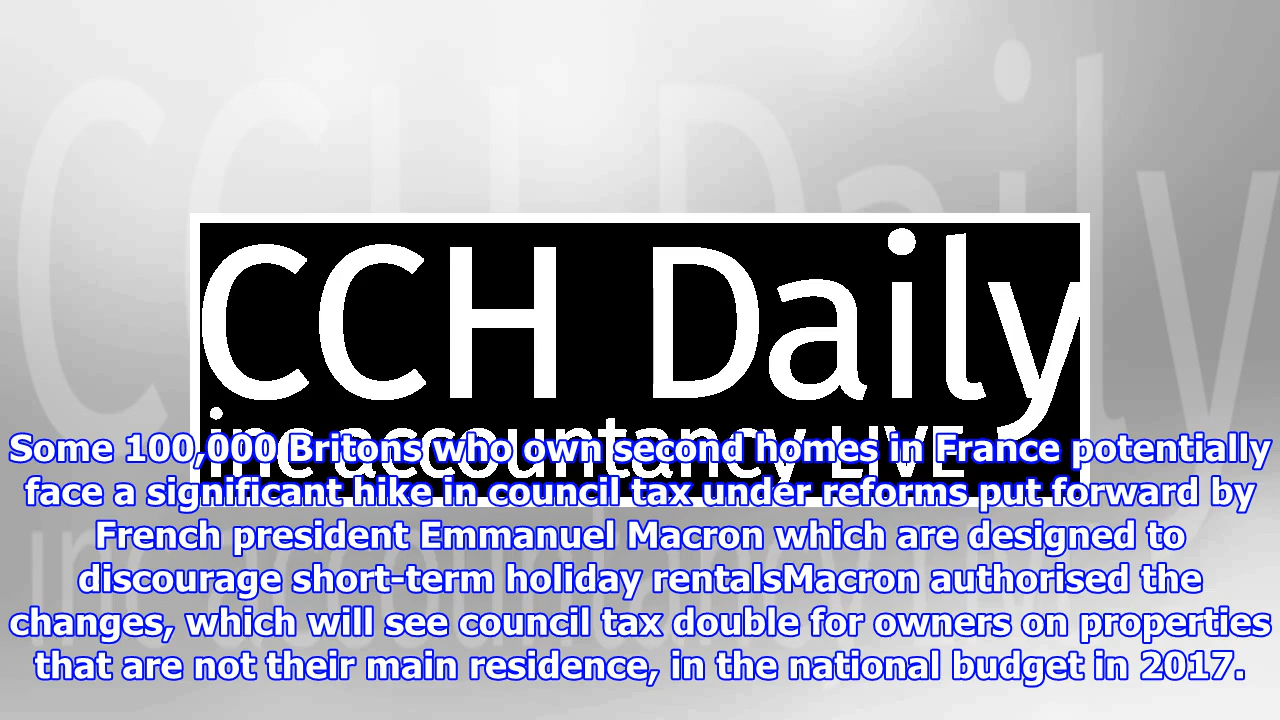 CCH Daily
inc accountancy LIVE
Some 100,000 Britons who own second homes in France potentially
face a significant hike in council tax under reforms put forward by
French president Emmanuel Macron which are designed to
discourage short-term holiday rentalsMacron authorised the
changes, which will see council tax double for owners on properties
that are not their main residence, in the national budget in 2017.